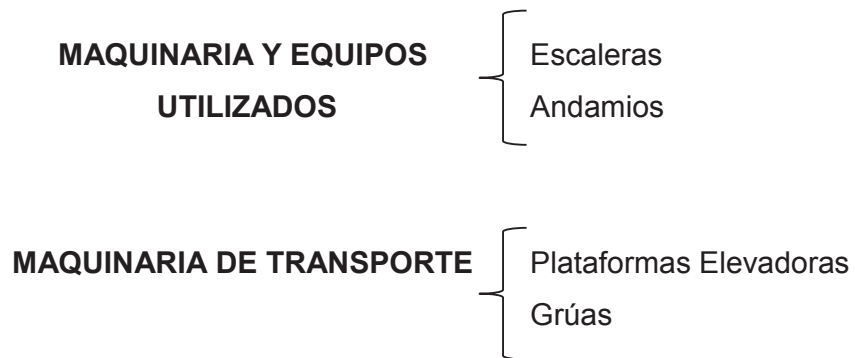 MAQUINARIA Y EQUIPOS
UTILIZADOS
Escaleras
Andamios
MAQUINARIA DE TRANSPORTE
Plataformas Elevadoras
Grúas